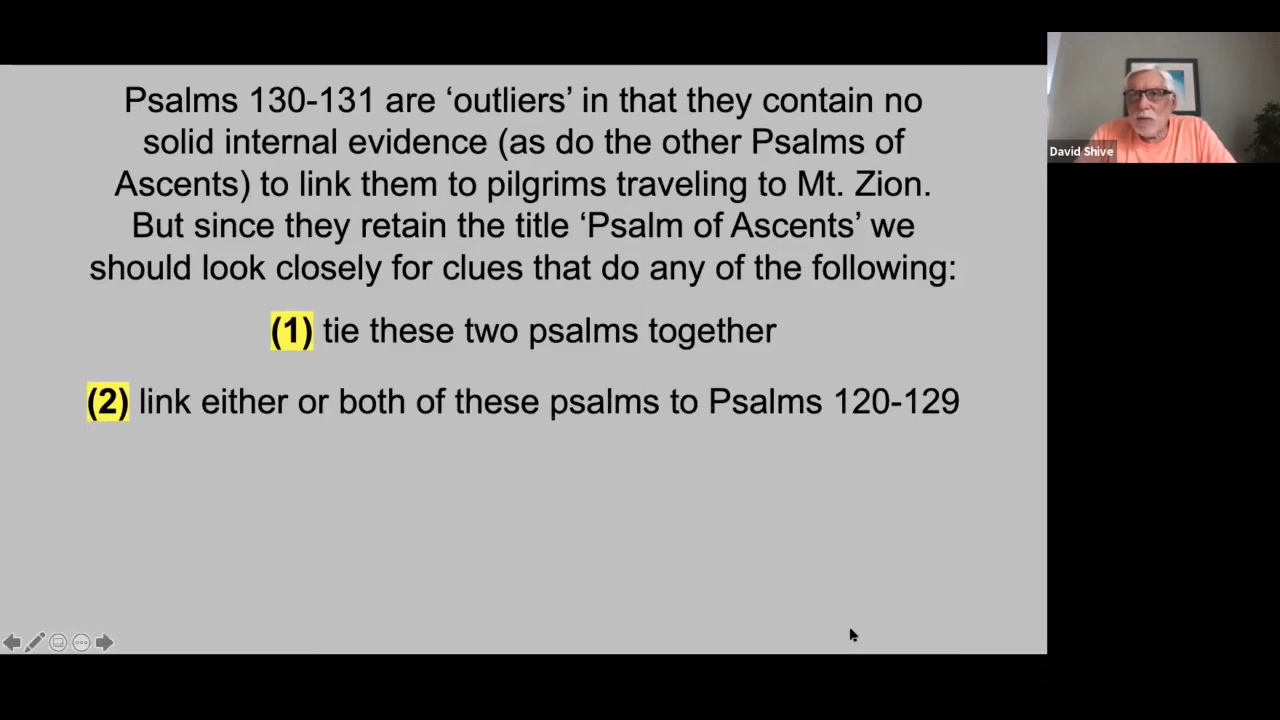 Psalms 130-131 are ‘outliers’ in that they contain no
solid internal evidence (as do the other Psalms of
Ascents) to link them to pilgrims traveling to Mt. Zion.
But since they retain the title ‘Psalm of Ascents’ we
should look closely for clues that do any of the following:
(1) tie these two psalms together
(2) link either or both of these psalms to Psalms 120-129
David Shive